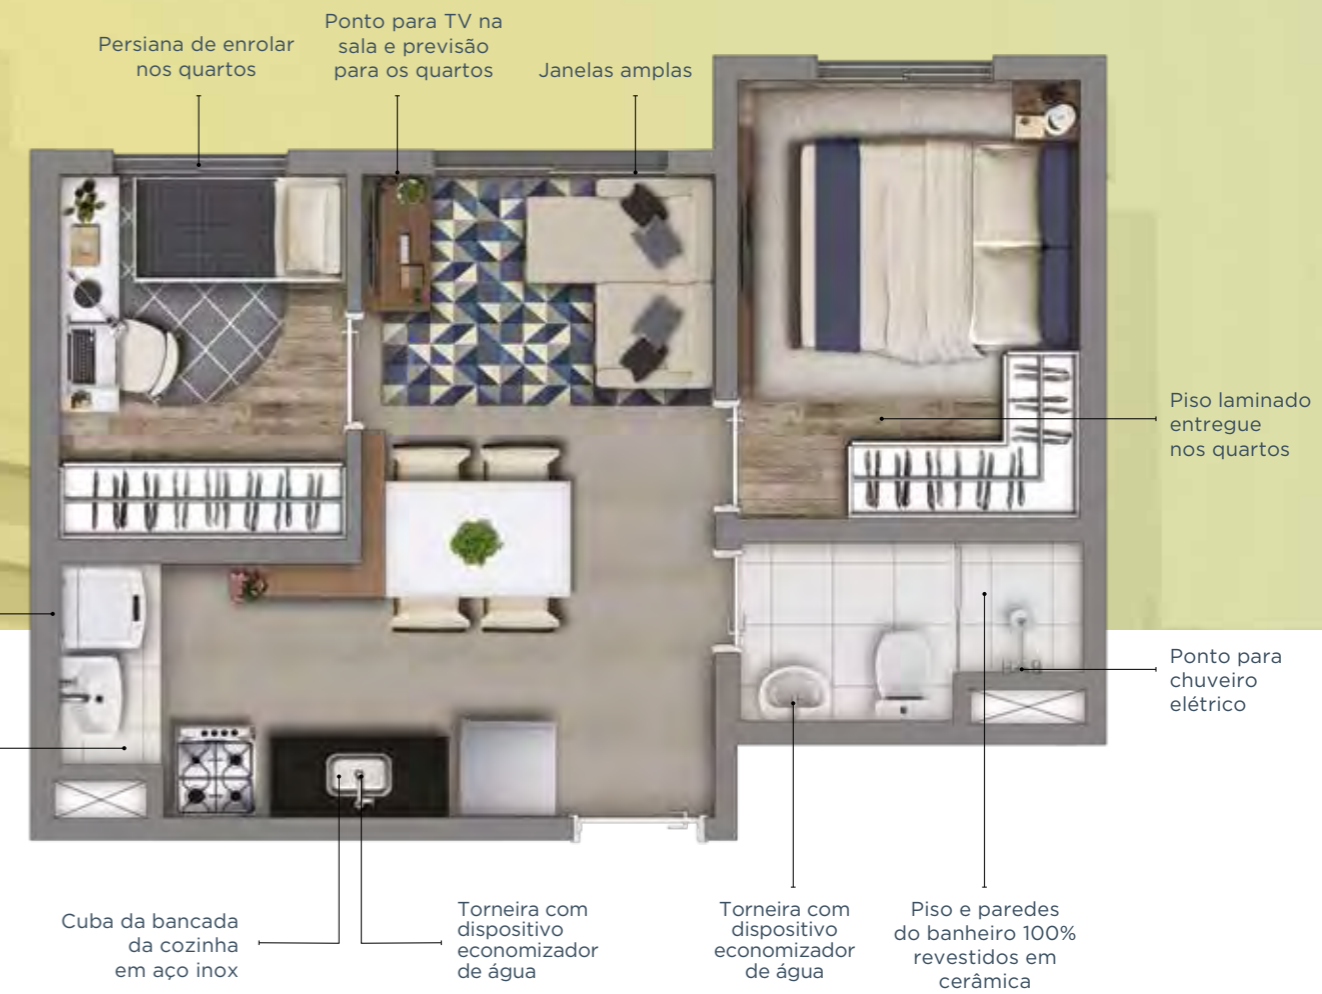 Persiana de enrolar
nos quartos
Ponto para TV na
sala e previsão
para os quartos
Janelas amplas
Piso laminado
entregue
nos quartos
Ponto para
chuveiro
elétrico
Cuba da bancada
da cozinha
em aço inox
Torneira com
dispositivo
economizador
de água
Torneira com
dispositivo
economizador
de água
Piso e paredes
do banheiro 100%
revestidos em
cerâmica